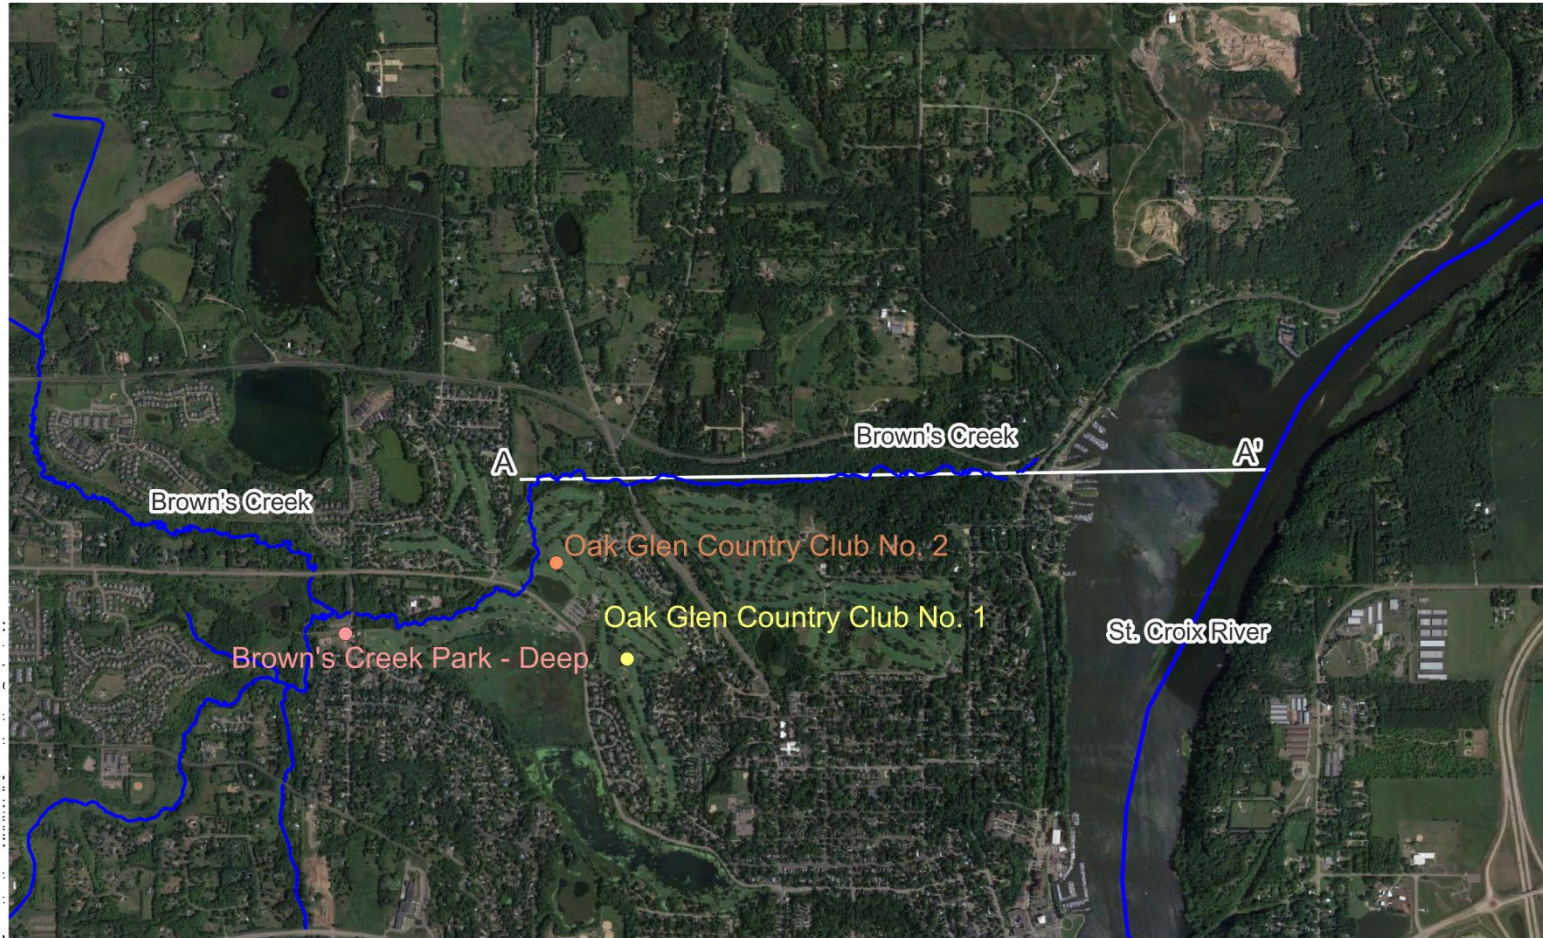 Brown's Creek
A
A'
Brown's Creek
Oak Glen Country Club No. 2
Oak Glen Country Club No. 1
St. Croix River
Brown's Creek Park - Deep